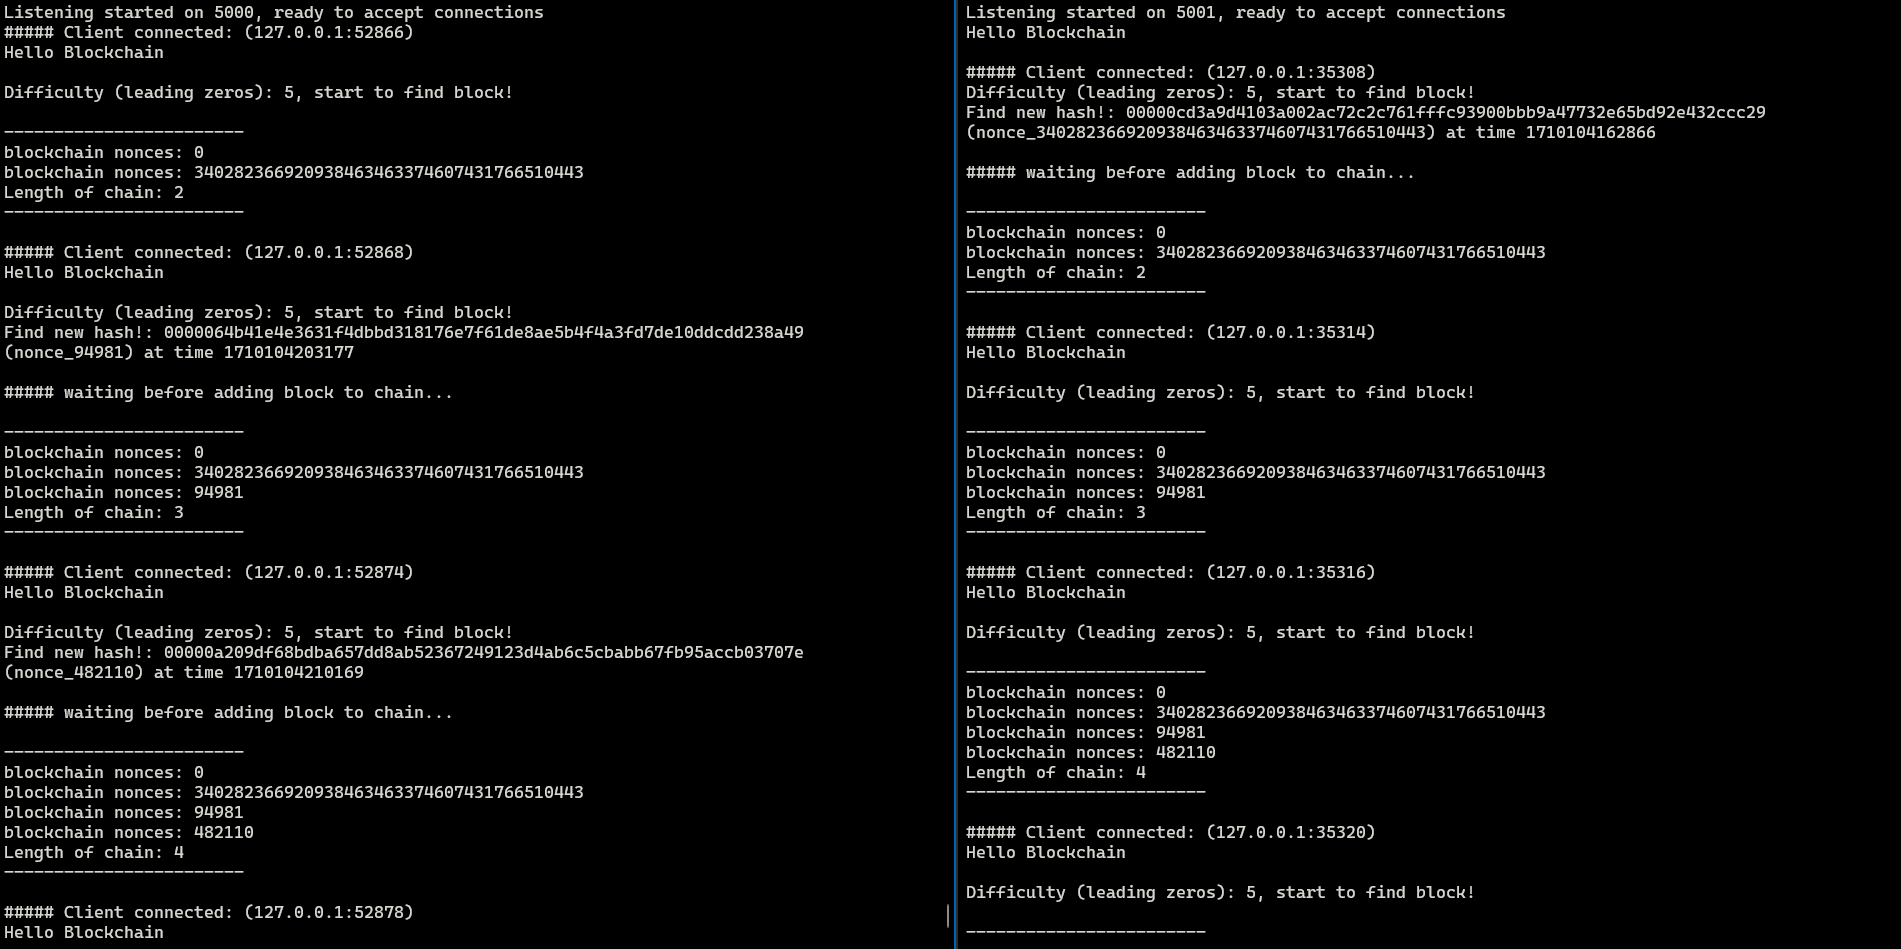 Listening started on 5000, ready to accept connections
##### Client connected: (127.0.0.1:52866)
Hello Blockchain
Difficulty (leading zeros): 5, start to find block!
------------------------
blockchain nonces: 0
blockchain nonces: 340282366920938463463374607431766510443
Length of chain: 2
------------------------
##### Client connected: (127.0.0.1:52868)
Hello Blockchain
Difficulty (leading zeros): 5, start to find block!
Find new hash!: 0000064b41e4e3631f4dbbd318176e7f61de8ae5b4f4a3fd7de10ddcdd238a49
(nonce_94981) at time 1710104203177
##### waiting before adding block to chain...
------------------------
blockchain nonces: 0
blockchain nonces: 340282366920938463463374607431766510443
blockchain nonces: 94981
Length of chain: 3
------------------------
##### Client connected: (127.0.0.1:52874)
Hello Blockchain
Difficulty (leading zeros): 5, start to find block!
Find new hash!: 00000a209df68bdba657dd8ab52367249123d4ab6c5cbabb67fb95accb03707e
(nonce_482110) at time 1710104210169
##### waiting before adding block to chain...
------------------------
blockchain nonces: 0
blockchain nonces: 340282366920938463463374607431766510443
blockchain nonces: 94981
blockchain nonces: 482110
Length of chain: 4
------------------------
##### Client connected: (127.0.0.1:52878)
Hello Blockchain
Listening started on 5001, ready to accept connections
Hello Blockchain
##### Client connected: (127.0.0.1:35308)
Difficulty (leading zeros): 5, start to find block!
Find new hash!: 00000cd3a9d4103a002ac72c2c761fffc93900bbb9a47732e65bd92e432ccc29
(nonce_340282366920938463463374607431766510443) at time 1710104162866
##### waiting before adding block to chain...
------------------------
blockchain nonces: 0
blockchain nonces: 340282366920938463463374607431766510443
Length of chain: 2
------------------------
##### Client connected: (127.0.0.1:35314)
Hello Blockchain
Difficulty (leading zeros): 5, start to find block!
------------------------
blockchain nonces: 0
blockchain nonces: 340282366920938463463374607431766510443
blockchain nonces: 94981
Length of chain: 3
------------------------
##### Client connected: (127.0.0.1:35316)
Hello Blockchain
Difficulty (leading zeros): 5, start to find block!
------------------------
blockchain nonces: 0
blockchain nonces: 340282366920938463463374607431766510443
blockchain nonces: 94981
blockchain nonces: 482110
Length of chain: 4
------------------------
##### Client connected: (127.0.0.1:35320)
Hello Blockchain
Difficulty (leading zeros): 5, start to find block!
------------------------